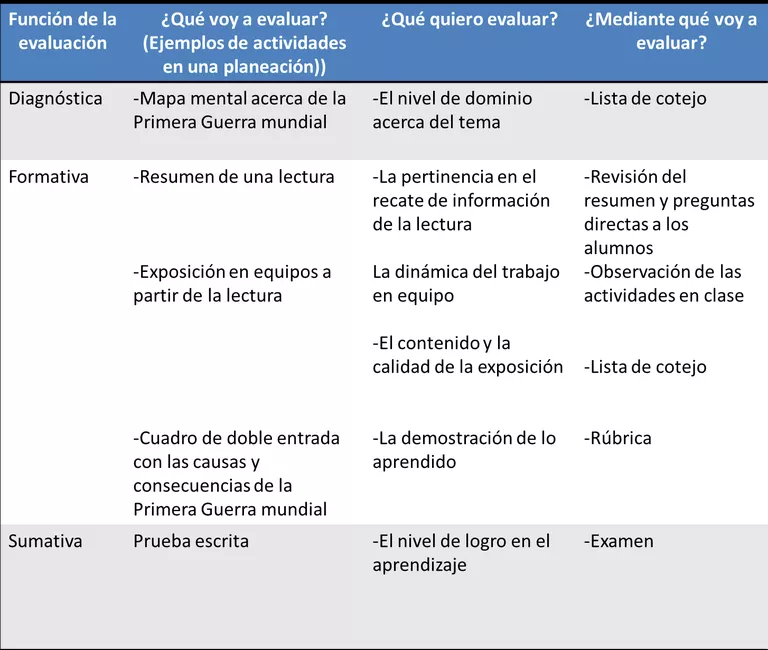 Función de la evaluación
¿Qué voy a evaluar?
(Ejemplos de actividades
en una planeación))
¿Qué quiero evaluar?
¿Mediante qué voy a
evaluar?
Diagnóstica
-Mapa mental acerca de la
Primera Guerra mundial
-El nivel de dominio
acerca del tema
-Lista de cotejo
Formativa
-Resumen de una lectura
-La pertinencia en el
recate de información
de la lectura
-Revisión del
resumen y preguntas
directas a los
alumnos
-Exposición en equipos a
partir de la lectura
La dinámica del trabajo
en equipo
-Observación de las
actividades en clase
-El contenido y la
calidad de la exposición
-Lista de cotejo
-Cuadro de doble entrada
con las causas y
consecuencias de la
Primera Guerra mundial
-La demostración de lo
aprendido
-Rúbrica
Sumativa
Prueba escrita
-El nivel de logro en el
aprendizaje
-Examen